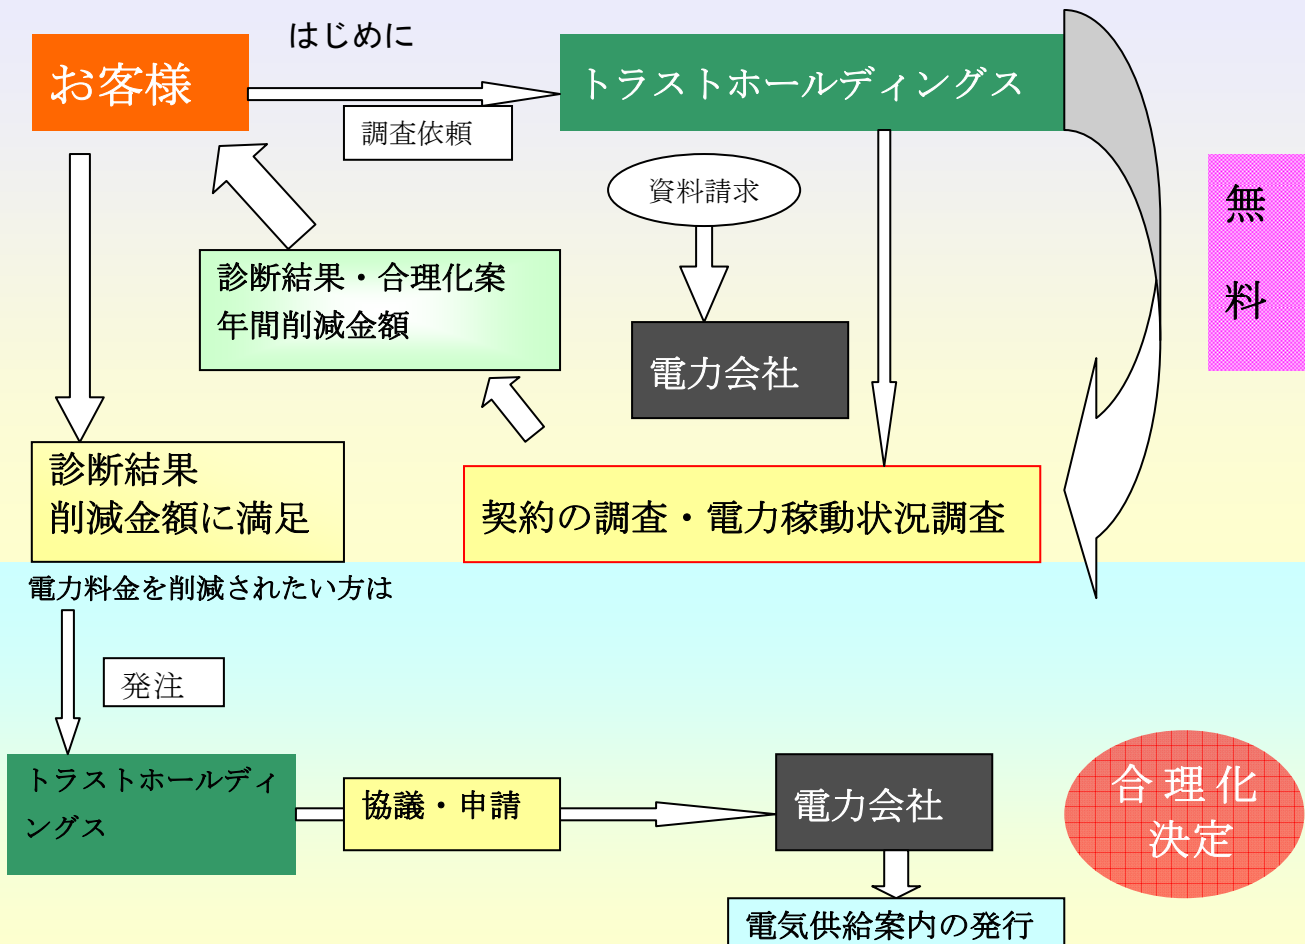 はじめに
お客様
トラストホールディングス
調査依頼
資料請求
無
料
診断結果・合理化案
年間削減金額
電力会社
診断結果
削減金額に満足
契約の調査・電力稼動状況調査
電力料金を削減されたい方は
発注
トラストホールディ
ングス
協議・申請
電力会社
合理化
決定
電気供給案内の発行